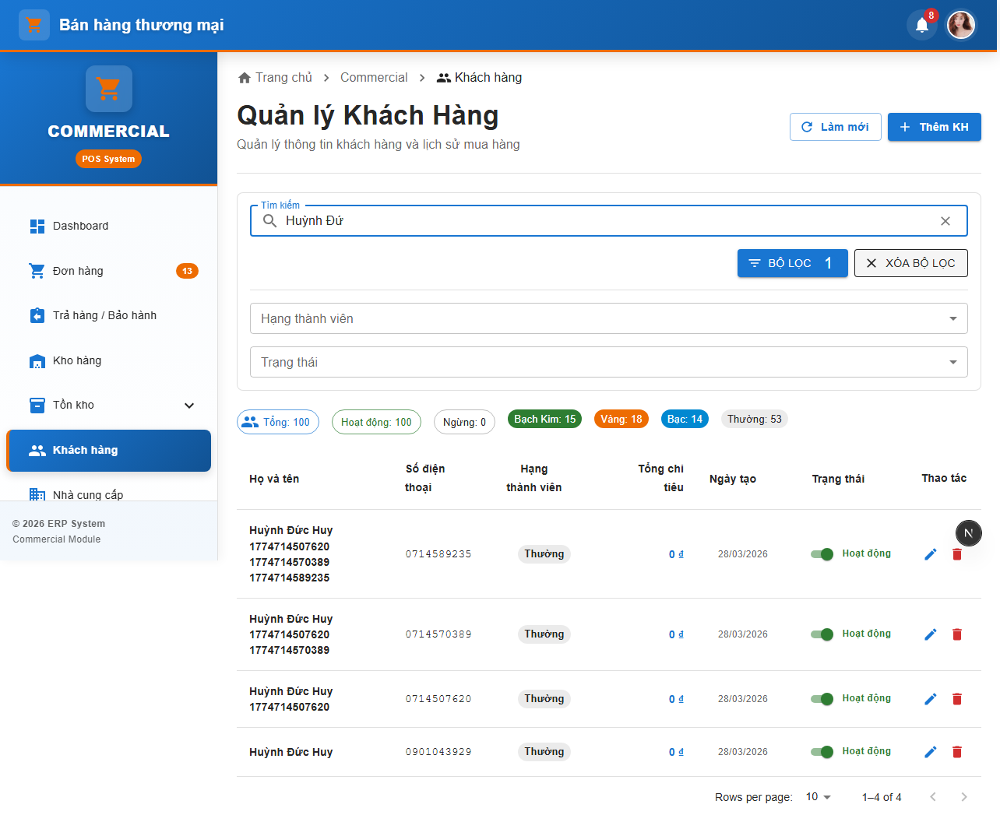 Bán hàng thương mại
8
COMMERCIAL
POS System
Dashboard
Đơn hàng
13
Trả hàng / Bảo hành
Kho hàng
Tồn kho
Khách hàng
Nhà cung cấp
© 2026 ERP System
Commercial Module
Trang chủ
Commercial
Khách hàng
Quản lý Khách Hàng
Quản lý thông tin khách hàng và lịch sử mua hàng
Làm mới
Thêm KH
Tìm kiếm
Huỳnh Đứ
BỘ LỌC 1
XÓA BỘ LỌC
Hạng thành viên
Trạng thái
Tổng: 100
Hoạt động: 100
Ngừng: 0
Bạch Kim: 15
Vàng: 18
Bạc: 14
Thường: 53
Họ và tên
Số điện
thoại
Hạng
thành viên
Tổng chi
tiêu
Ngày tạo
Trạng thái
Thao tác
Huỳnh Đức Huy
1774714507620
1774714570389
1774714589235
0714589235
Thường
0 ₫
28/03/2026
Hoạt động
N
Huỳnh Đức Huy
1774714507620
1774714570389
0714570389
Thường
0 ₫
28/03/2026
Hoạt động
Huỳnh Đức Huy
1774714507620
0714507620
Thường
0 ₫
28/03/2026
Hoạt động
Huỳnh Đức Huy
0901043929
Thường
0 ₫
28/03/2026
Hoạt động
Rows per page:
10
1–4 of 4